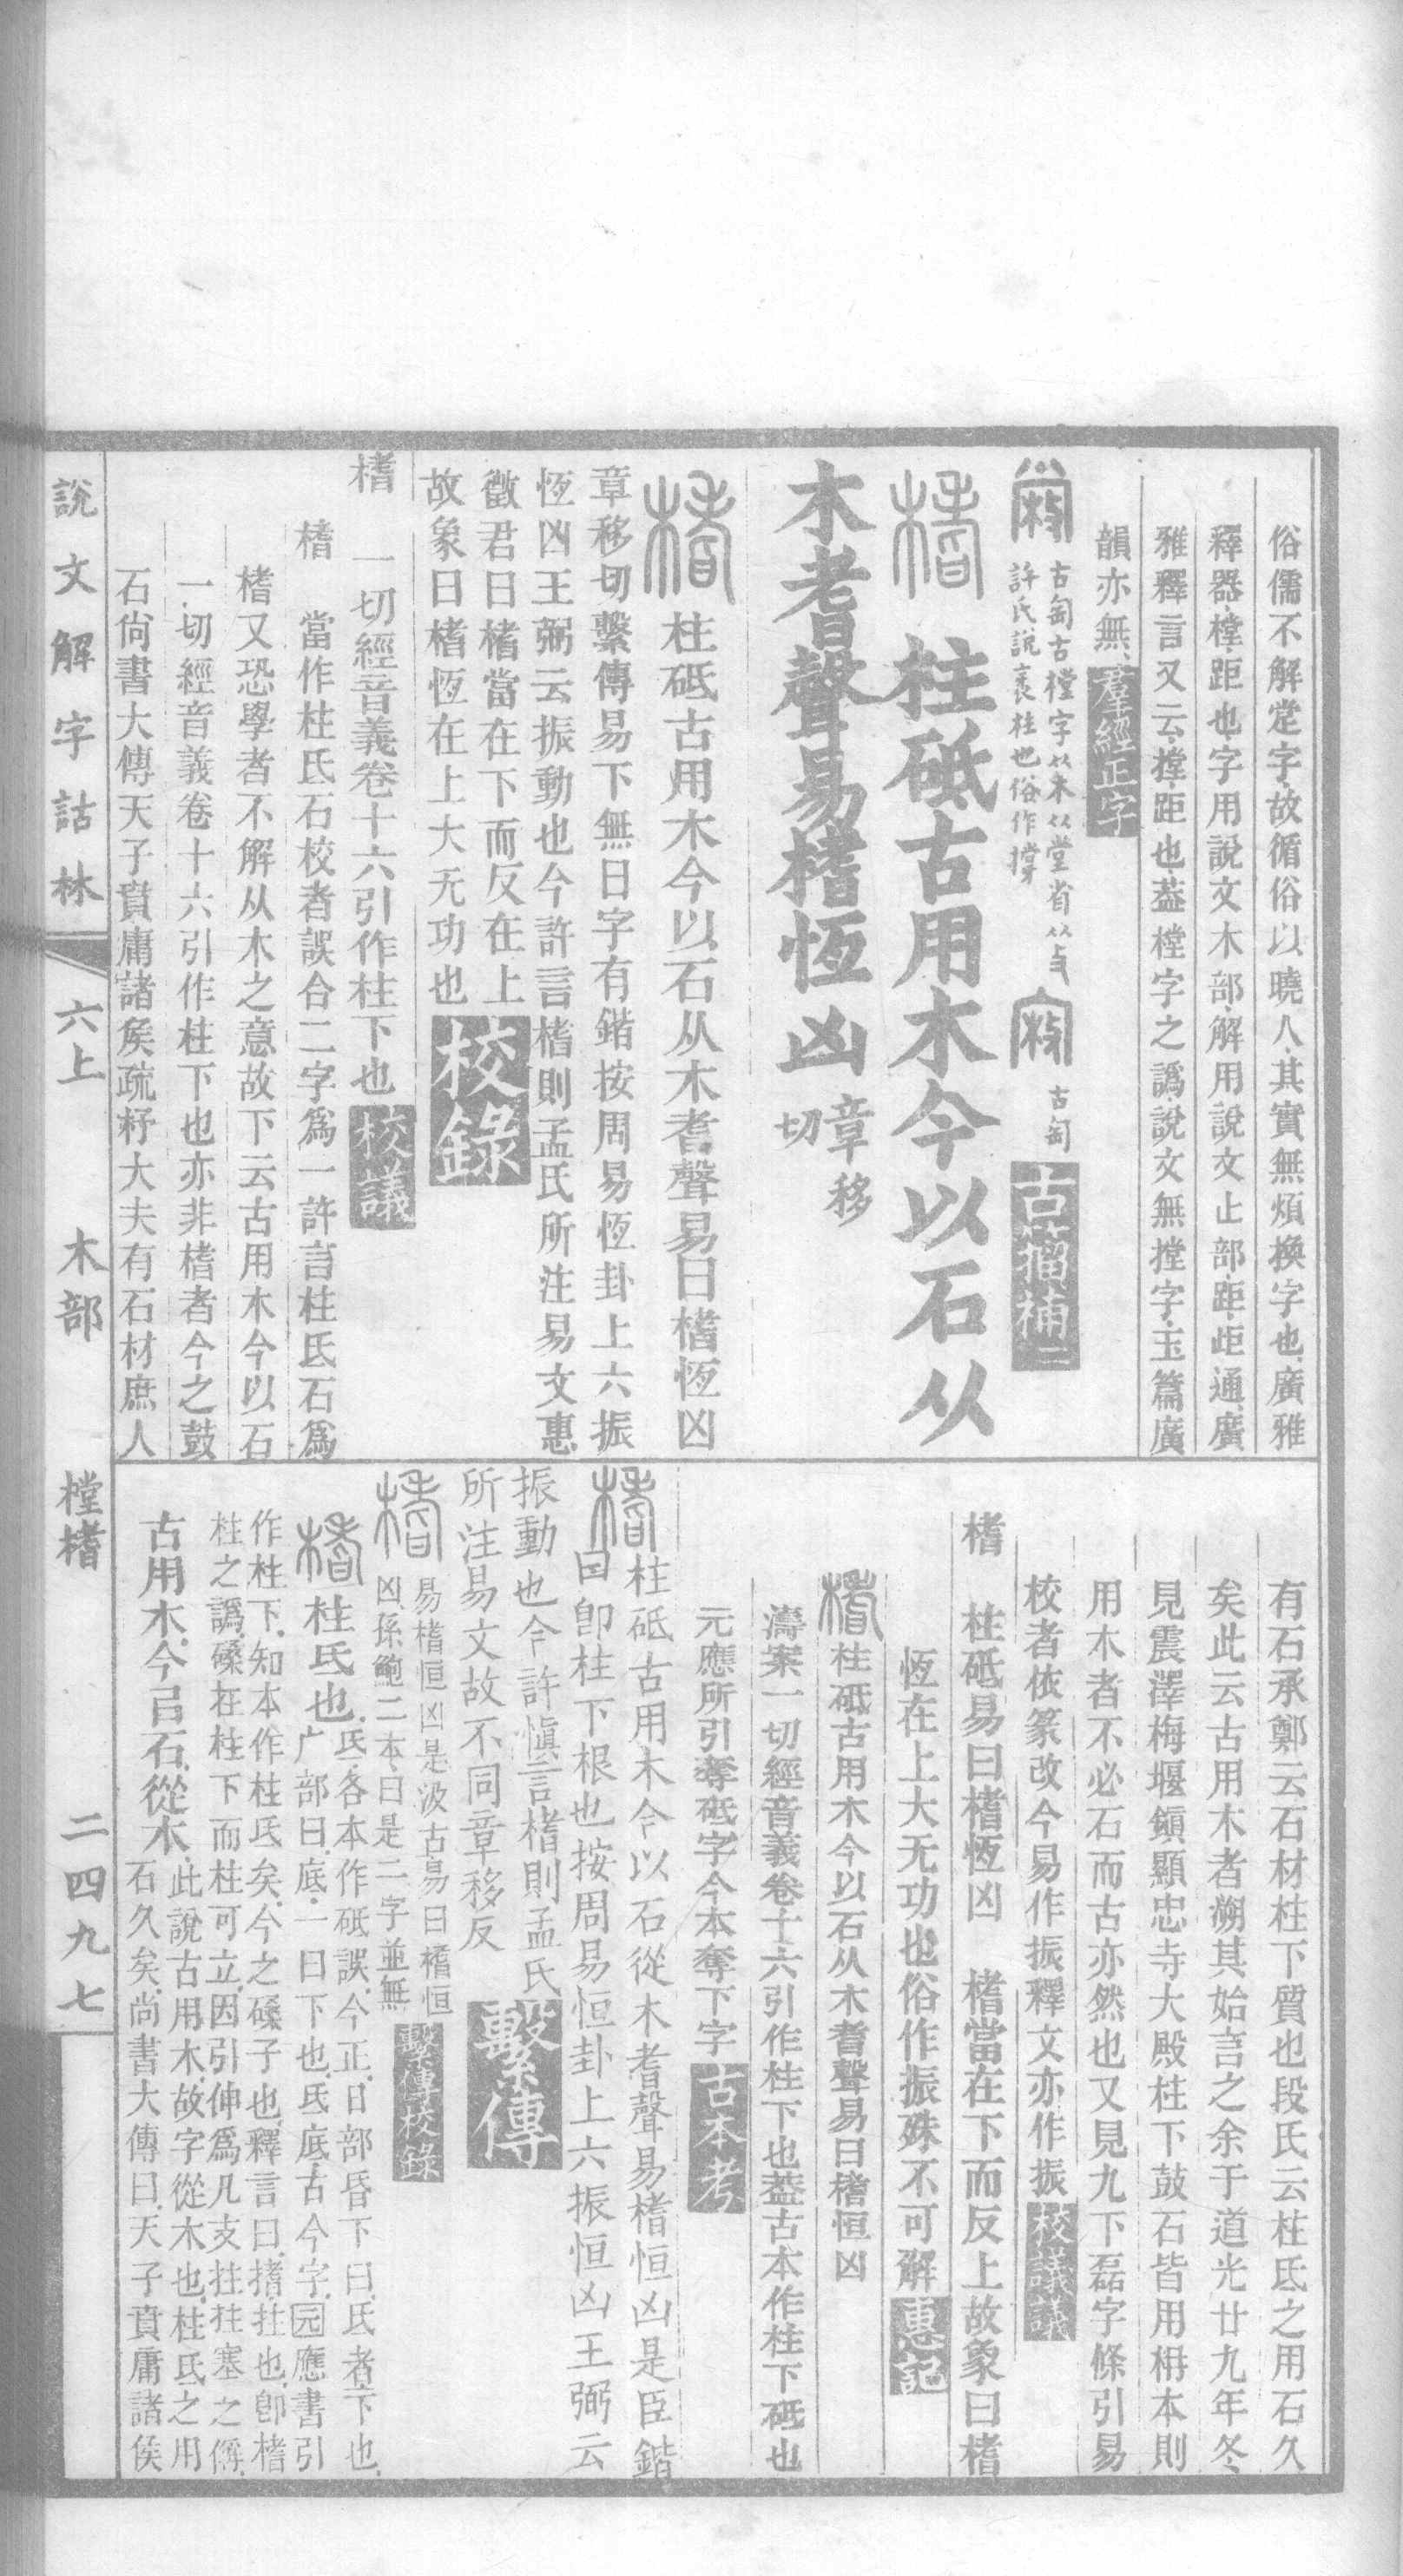 俗儒不解定字故循俗以曉人其實無煩換字也廣雅
釋器樘距也字用說文木部解用說文止部距歫通廣
雅釋言又云撑距也葢樘字之譌說文無撑字玉篇廣
韻亦無羣經正字
古匋古樘字以木以堂省
許氏說衺柱也俗作撐
古匋
古籀補二
柱砥古用木今以石从
木耆聲易榰恆凶章移切
柱砥古用木今以石从木耆聲易曰榰恆凶
章移切繫傳易下無曰字有鍇按周易恆卦上六振
恆凶王弼云振動也今許言榰則孟氏所注易文惠
徵君曰榰當在下而反在上
故象曰榰恆在上大无功也校錄
榰 一切經音義卷十六引作柱下也校議
榰 當作柱氐石校者誤合二字爲一許言柱氐石爲
榰又恐學者不解从木之意故下云古用木今以石
一切經音義卷十六引作柱下也亦非榰者今之鼓
石尙書大傳天子賁庸諸矦疏杼大夫有石材庶人
有石承鄭云石材柱下質也段氏云柱氐之用石久
矣此云古用木者溯其始言之余于道光廿九年冬
見震澤梅堰鎭顯忠寺大殿柱下鼓石皆用枏木則
用木者不必石而古亦然也又見九下磊字條引易
校者依篆改今易作振釋文亦作振校議議
榰 柱砥易曰榰恆凶 榰當在下而反上故象曰榰
恆在上大无功也俗作振殊不可解惠記
柱砥古用木今以石从木耆聲易曰榰恒凶
濤案一切經音義卷十六引作柱下也葢古本作柱下砥也
元應所引奪砥字今本奪下字古本考
柱砥古用木今以石從木耆聲易榰恒凶是臣鍇
曰卽柱下根也按周易恒卦上六振恒凶王弼云
振動也今許愼言榰則孟氏
所注易文故不同章移反繫傳
易榰恒凶是汲古易曰榰恒
凶孫鮑二本曰是二字並無繫傳校錄
柱氐也氐各本作砥誤今正日部昏下曰氐者下也
广部曰底一曰下也氐底古今字玄應書引
作柱下知本作柱氐矣今之磉子也釋言曰搘拄也卽榰
柱之譌磉在柱下而柱可立因引伸爲凡支拄拄塞之偁
古用木今㠯石從木此說古用木故字從木也柱氐之用
石久矣尚書大傳曰天子賁庸諸侯
說文解字詁林 六上 木部 樘榰 二四九七